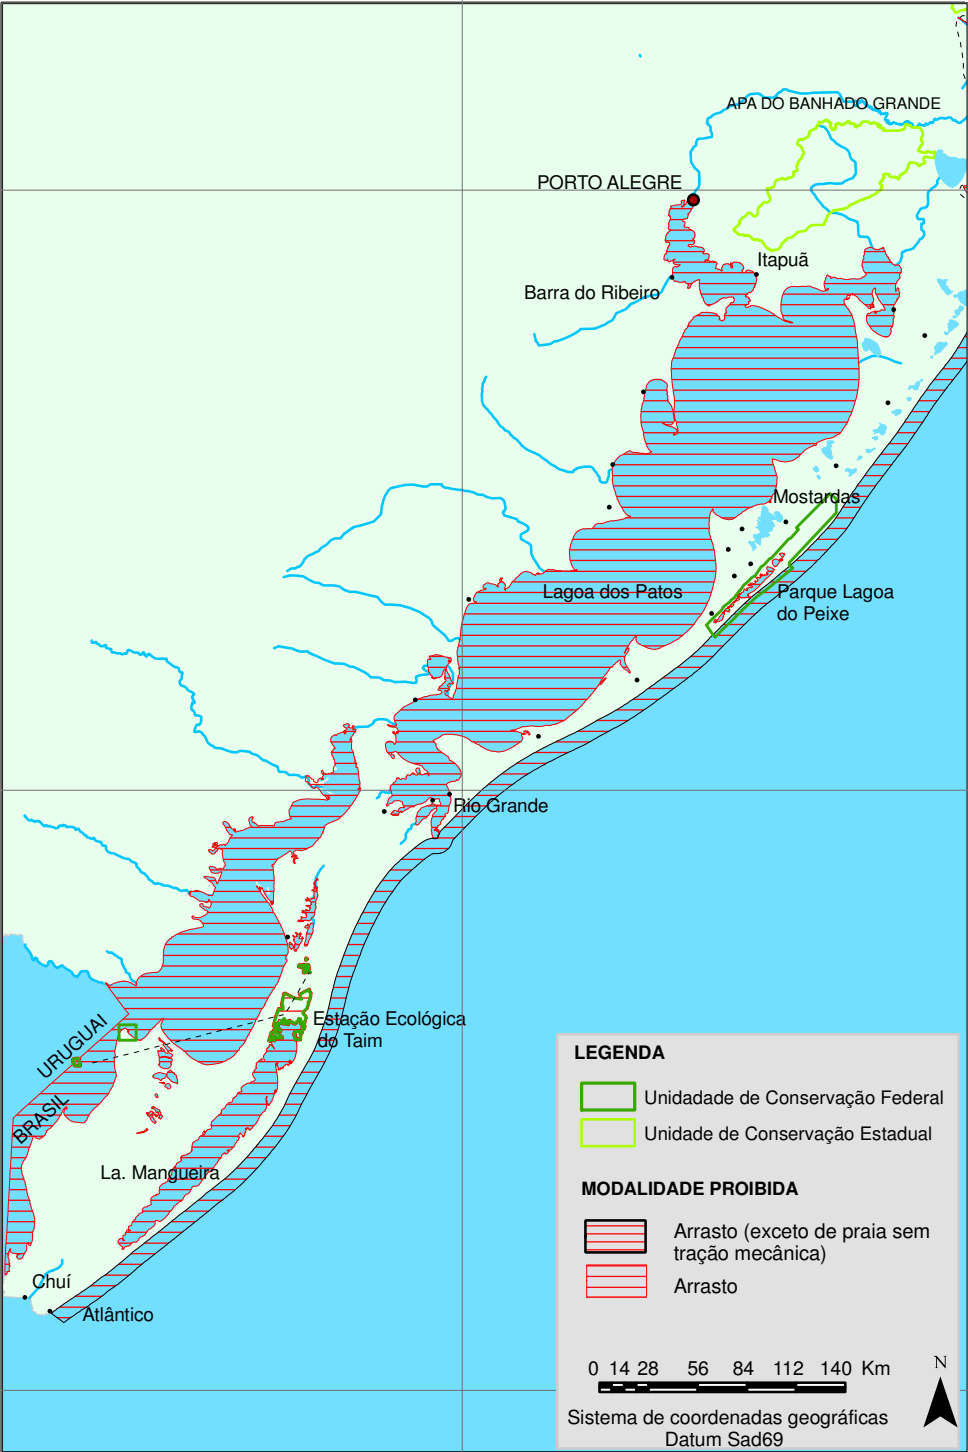 APA DO BANHADO GRANDE
PORTO ALEGRE
Itapuã
Barra do Ribeiro
Mostardas
Lagoa dos Patos
Parque Lagoa
do Peixe
Rio Grande
Estação Ecológica
do Taim
URUGUAI
BRASIL
La. Mangueira
Chuí
Atlântico
LEGENDA
Unidadade de Conservação Federal
Unidade de Conservação Estadual
MODALIDADE PROIBIDA
Arrasto (exceto de praia sem
tração mecânica)
Arrasto
0 14 28 56 84 112 140 Km
N
Sistema de coordenadas geográficas
Datum Sad69